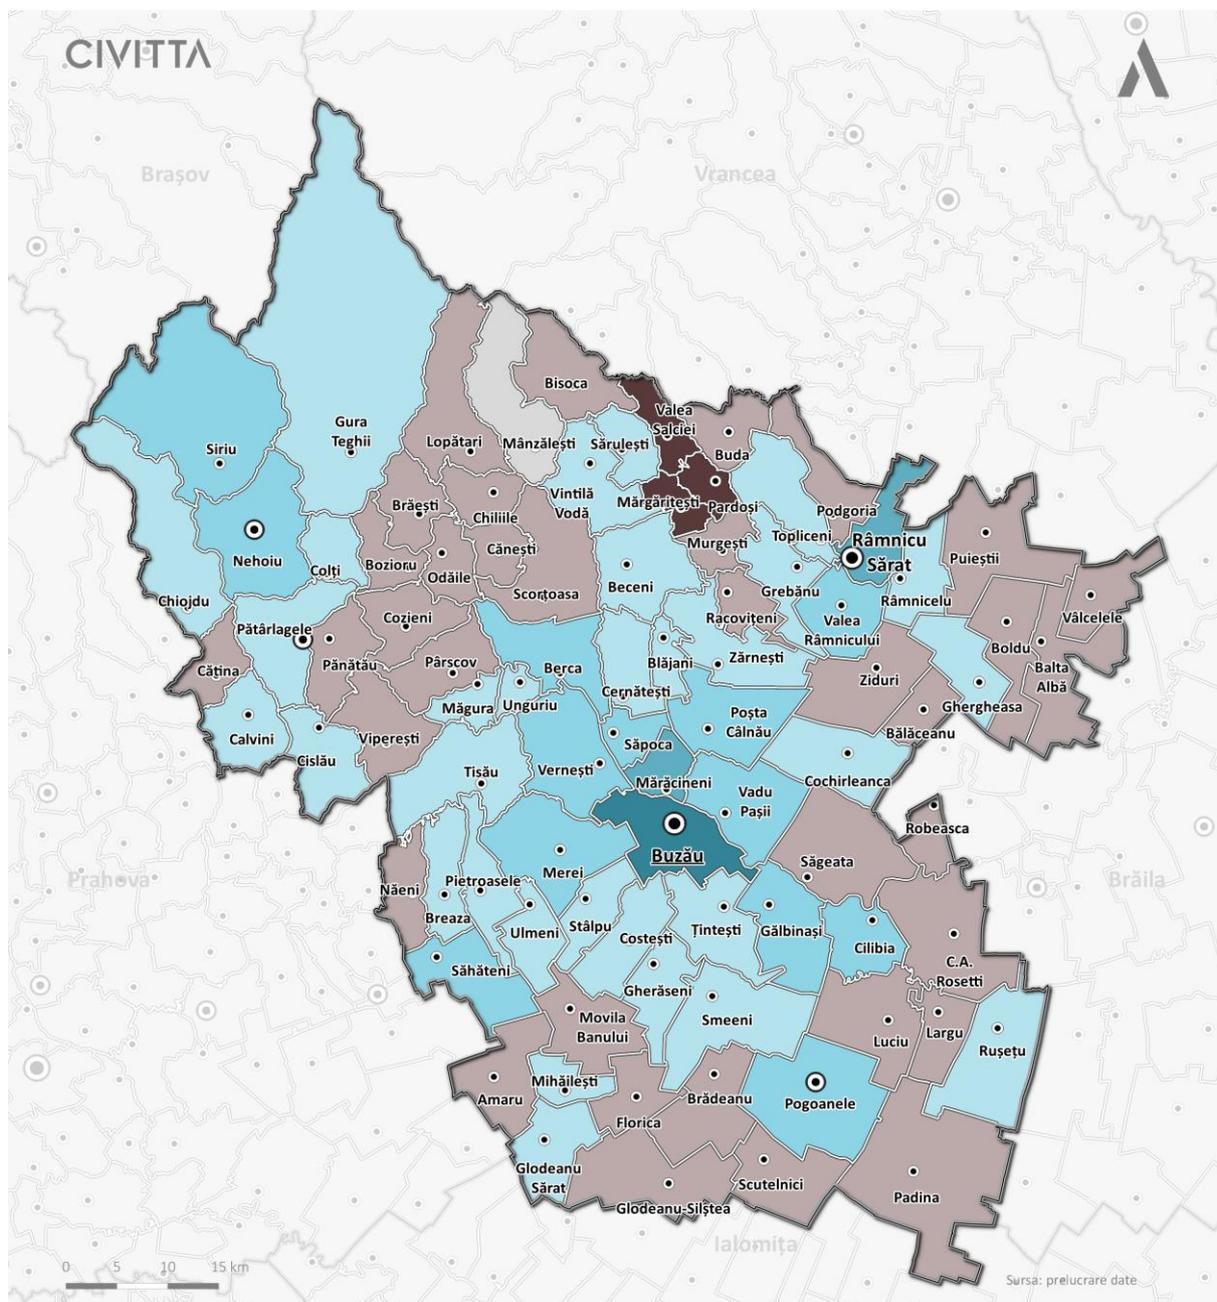 CIVITTA
Brașov
Vrancea
Bisoca
Valea
Salciei
Gura
Teghii
Siriu
Lopătari
Mânzălești
Sărulești
Buda
Vintilă
Vodă
Mărgăritești
Pardoși
Brăești
Chiliile
Podgoria
Murgești
Topliceni
Râmnicu
Sărat
Puieștii
Nehoiu
Colți
Bozioru
Odăile
Cănești
Scorțoasa
Beceni
Grebănu
Râmnicelu
Chiojdu
Racovițeni
Valea
Râmnicului
Vâlcelele
Pătârlagele
Cozieni
Pănătău
Pârscov
Berca
Blăjani
Zărnești
Boldu
Balta
Albă
Cătina
Ziduri
Măgura
Unguriu
Cernătești
Ghergheasa
Calvini
Viperești
Poșta
Câlnău
Bălăceanu
Cislău
Săpoca
Tisău
Vernești
Mărăcineni
Cochirleanca
Vadu
Pașii
Robeasca
Buzău
Săgeata
Prahova
Brăila
Merei
Năeni
Pietroasele
Breaza
Ulmeni
Stâlpu
Costești
Țintești
Gălbinași
Cilibia
Săhăteni
C.A.
Rosetti
Gherăseni
Movila
Banului
Smeeni
Luciu
Largu
Rușețu
Mihăilești
Amaru
Florica
Brădeanu
Pogoanele
Glodeanu
Sărat
Scutelnici
Padina
Glodeanu-Siliștea
Ialomița
0 5 10 15 km
Sursa: prelucrare date